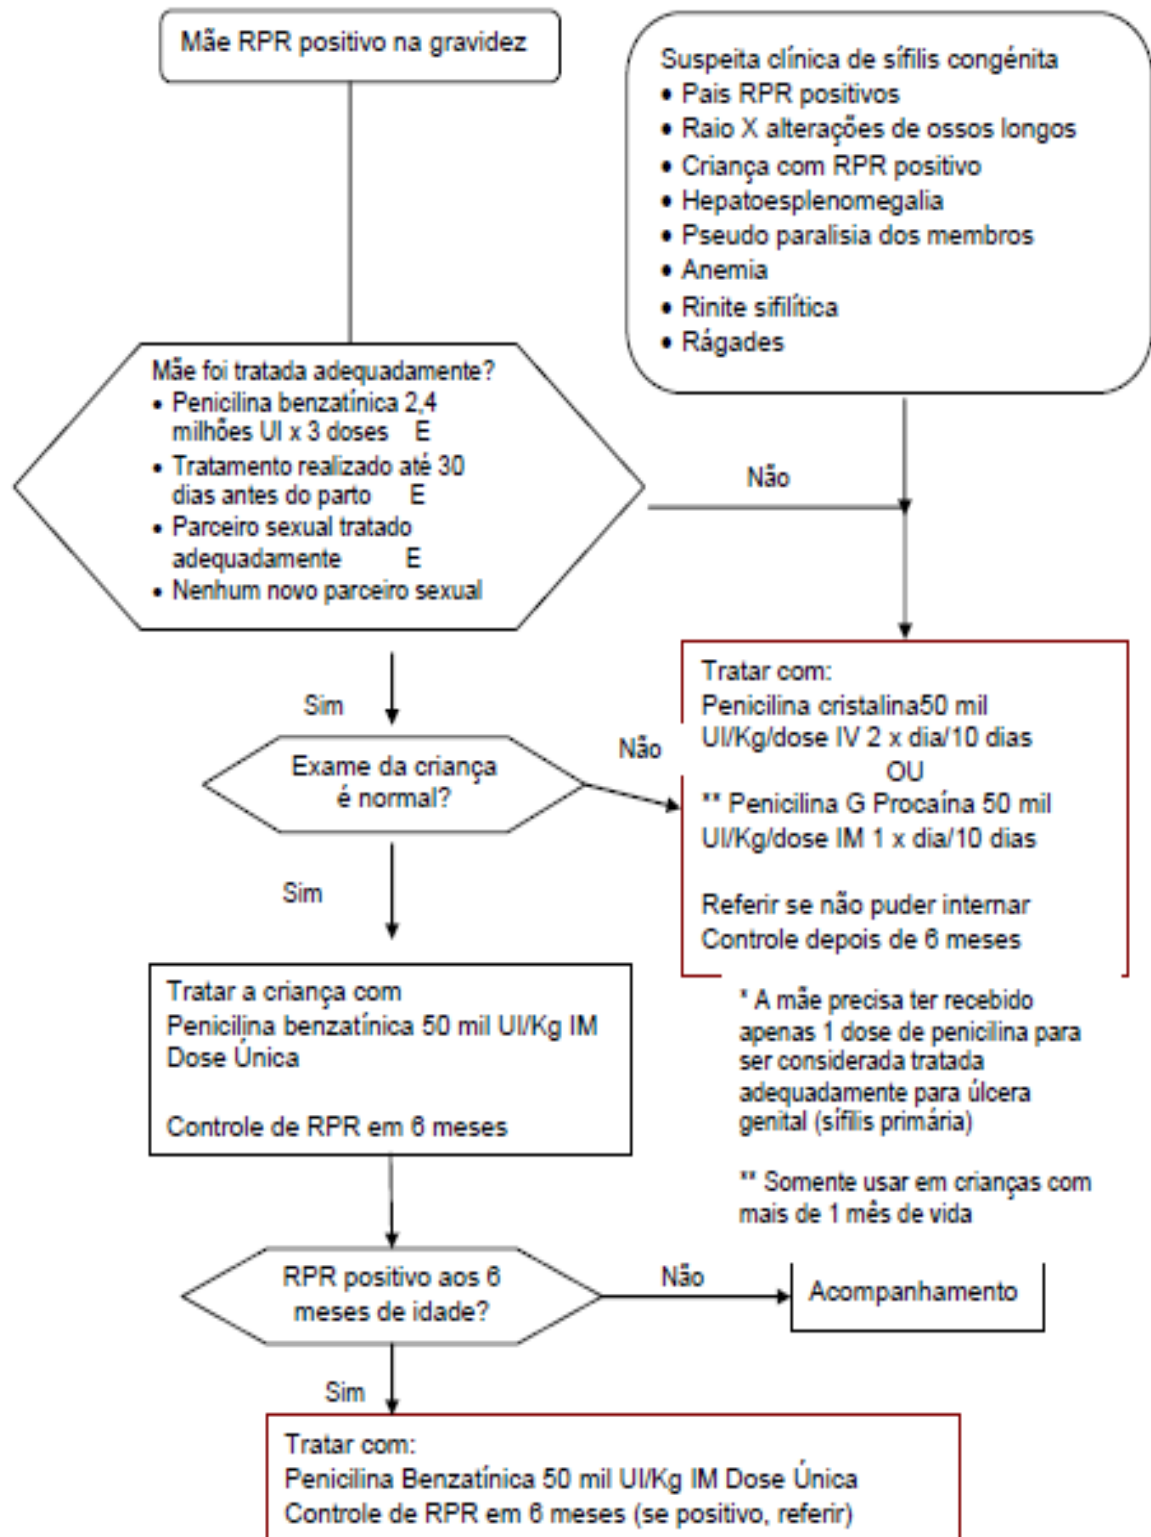 Mãe RPR positivo na gravidez
Suspeita clínica de sífilis congénita
• Pais RPR positivos
• Raio X alterações de ossos longos
• Criança com RPR positivo
• Hepatoesplenomegalia
• Pseudo paralisia dos membros
• Anemia
• Rinite sifilítica
• Rágades
Mãe foi tratada adequadamente?
• Penicilina benzatínica 2,4
milhões UI x 3 doses E
• Tratamento realizado até 30
dias antes do parto E
• Parceiro sexual tratado
adequadamente E
• Nenhum novo parceiro sexual
Não
Sim
Exame da criança
é normal?
Não
Tratar com:
Penicilina cristalina50 mil
UI/Kg/dose IV 2 x dia/10 dias
OU
** Penicilina G Procaína 50 mil
UI/Kg/dose IM 1 x dia/10 dias
Referir se não puder internar
Controle depois de 6 meses
Sim
Tratar a criança com
Penicilina benzatínica 50 mil UI/Kg IM
Dose Única
Controle de RPR em 6 meses
* A mãe precisa ter recebido
apenas 1 dose de penicilina para
ser considerada tratada
adequadamente para úlcera
genital (sífilis primária)
** Somente usar em crianças com
mais de 1 mês de vida
RPR positivo aos 6
meses de idade?
Não
Acompanhamento
Sim
Tratar com:
Penicilina Benzatínica 50 mil UI/Kg IM Dose Única
Controle de RPR em 6 meses (se positivo, referir)